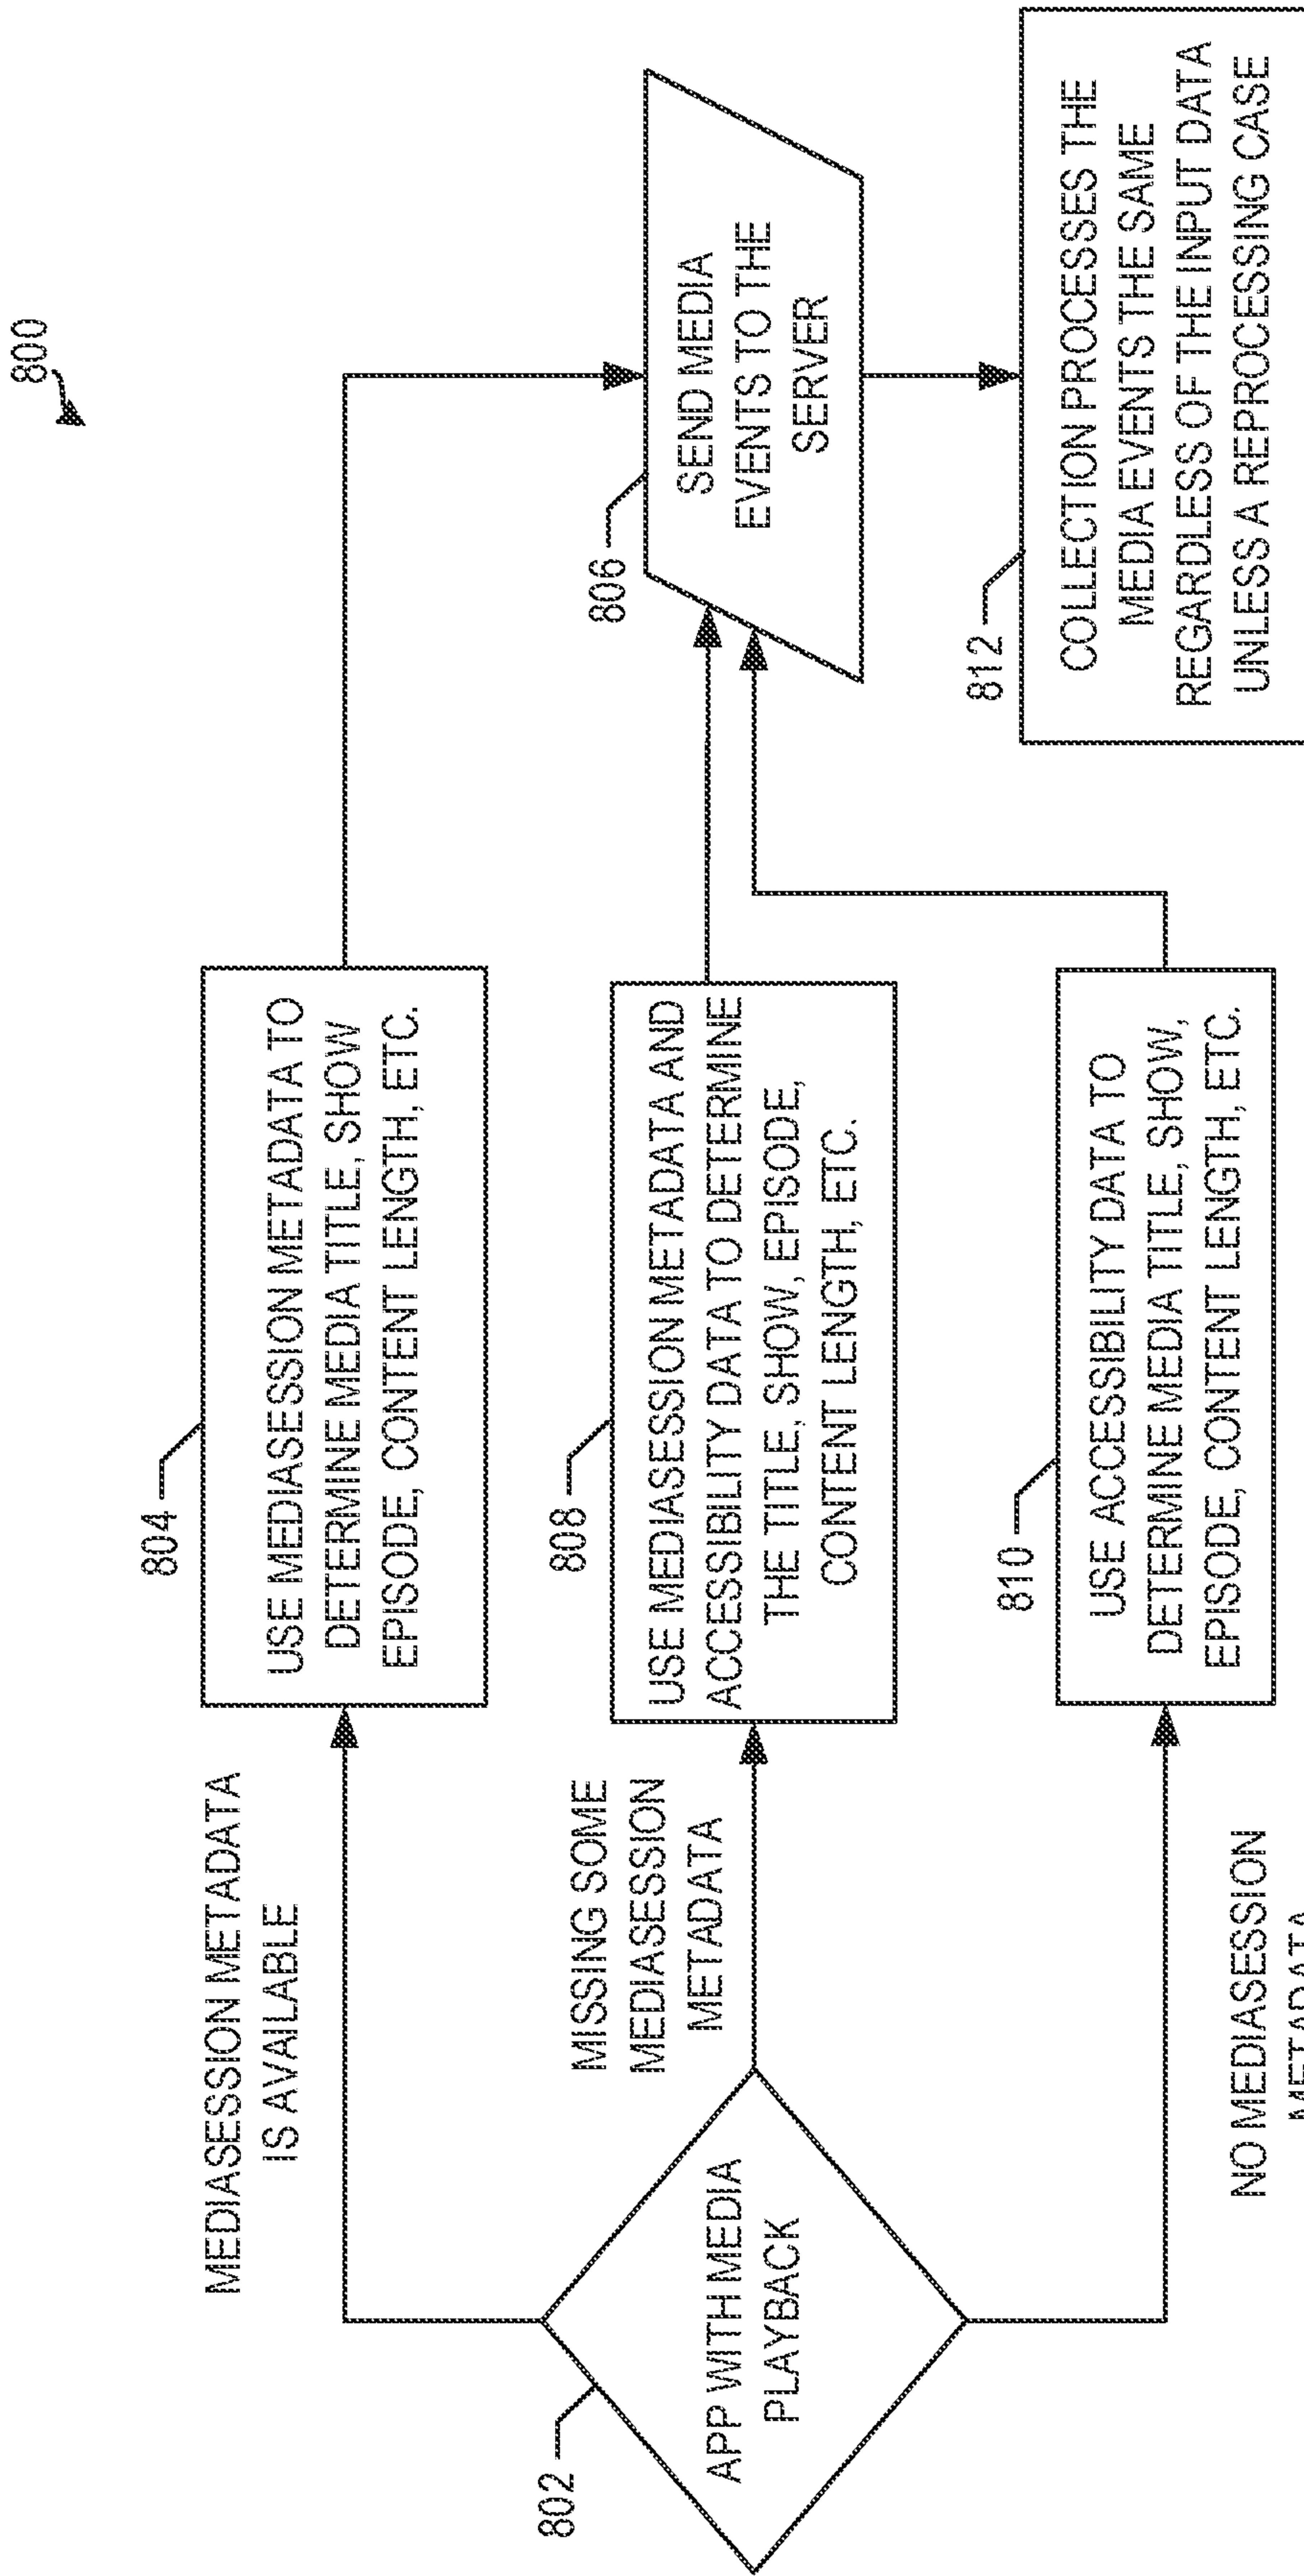 800
802
APP WITH MEDIA
PLAYBACK
MEDIASESSION METADATA
IS AVAILABLE
804
USE MEDIASESSION METADATA TO
DETERMINE MEDIA TITLE, SHOW
EPISODE, CONTENT LENGTH, ETC.
MISSING SOME
MEDIASESSION
METADATA
808
USE MEDIASESSION METADATA AND
ACCESSIBILITY DATA TO DETERMINE
THE TITLE, SHOW, EPISODE,
CONTENT LENGTH, ETC.
NO MEDIASESSION
METADATA
810
USE ACCESSIBILITY DATA TO
DETERMINE MEDIA TITLE, SHOW,
EPISODE, CONTENT LENGTH, ETC.
806
SEND MEDIA
EVENTS TO THE
SERVER
812
COLLECTION PROCESSES THE
MEDIA EVENTS THE SAME
REGARDLESS OF THE INPUT DATA
UNLESS A REPROCESSING CASE